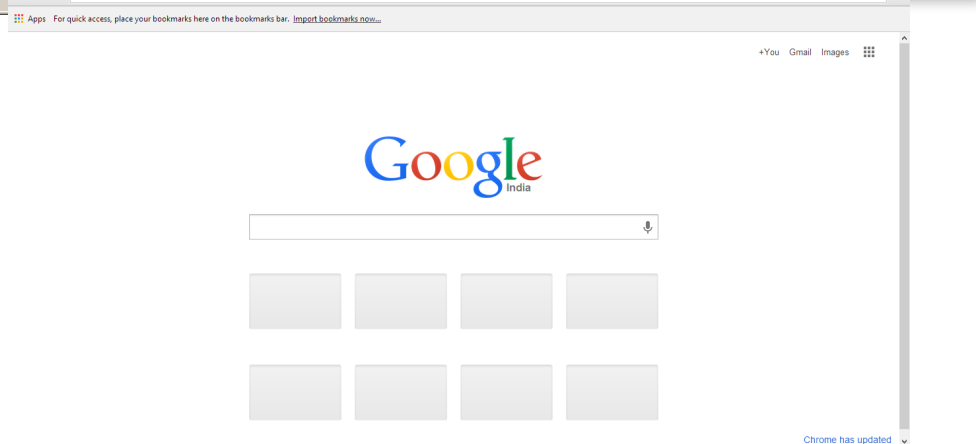 Apps For quick access, place your bookmarks here on the bookmarks bar. Import bookmarks now...
+You Gmail Images
Google
India
Chrome has updated